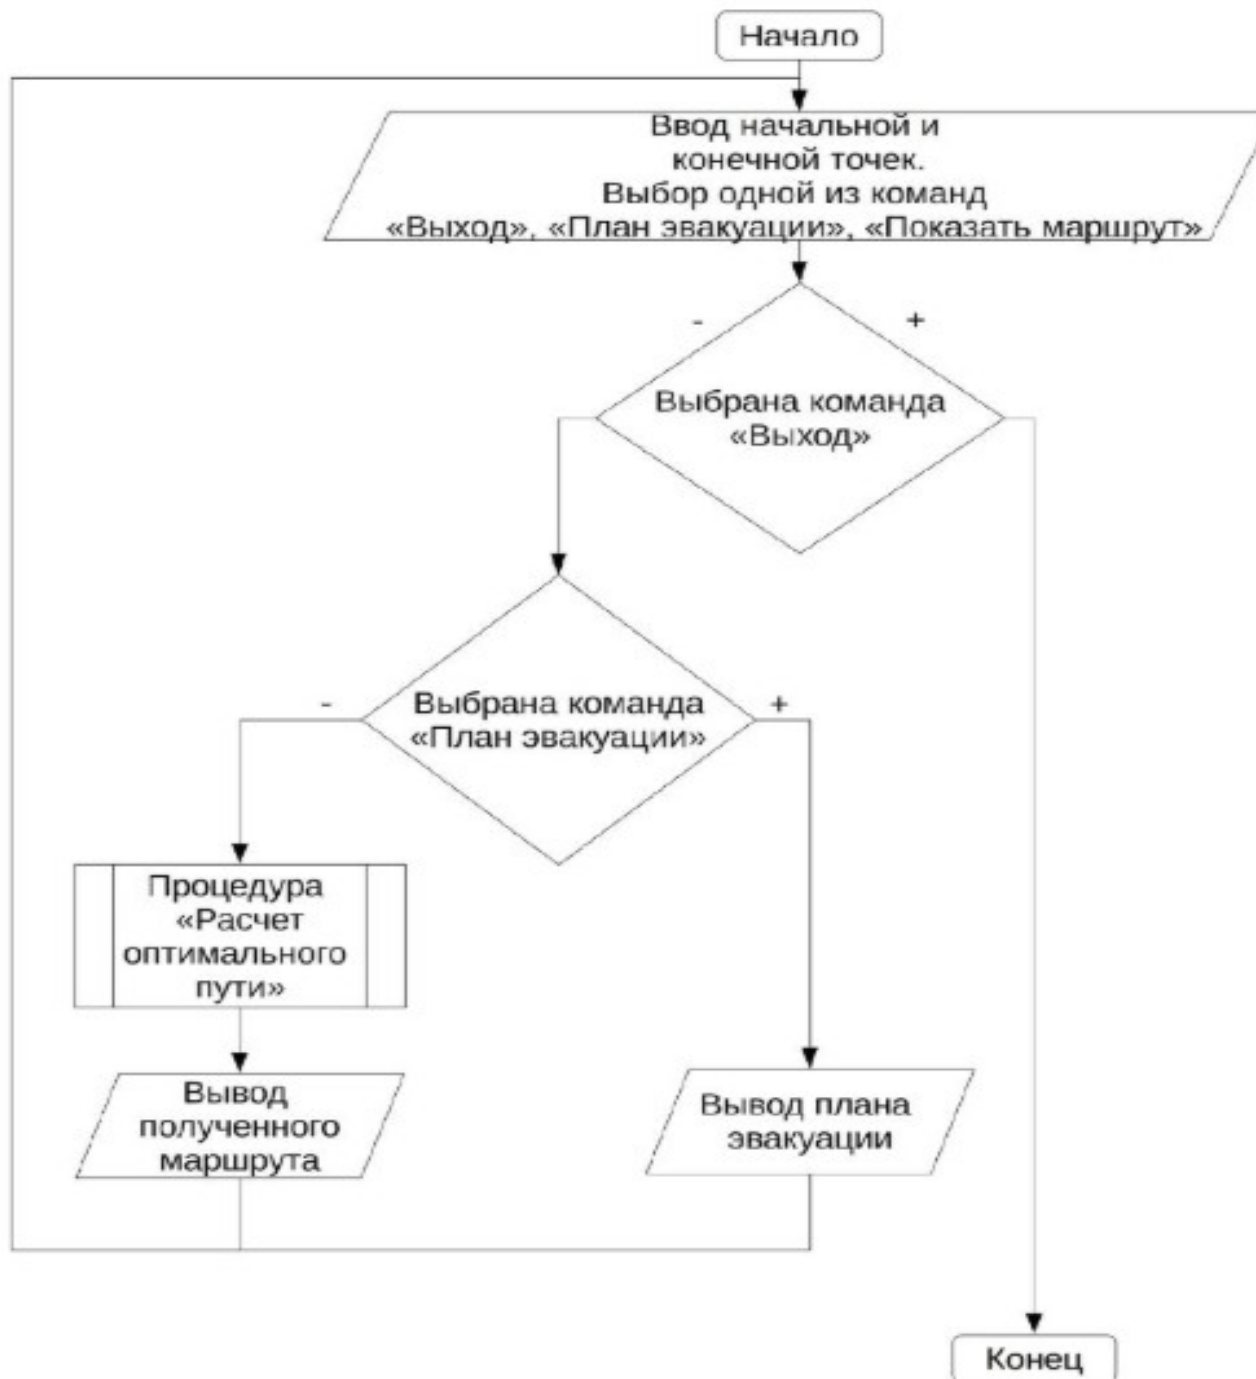 Начало
Ввод начальной и
конечной точек.
Выбор одной из команд
«Выход», «План эвакуации», «Показать маршрут»
- +
Выбрана команда
«Выход»
- +
Выбрана команда
«План эвакуации»
Процедура
«Расчет
оптимального
пути»
Вывод
полученного
маршрута
Вывод плана
эвакуации
Конец